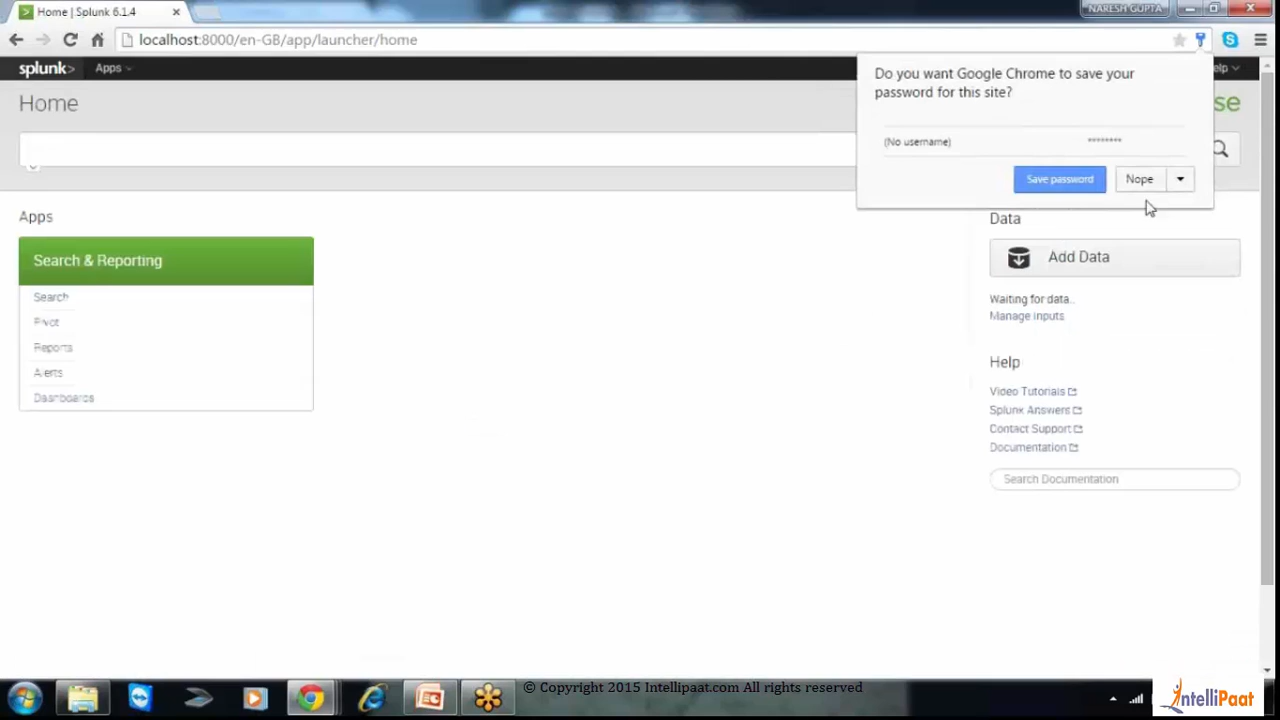 Home | Splunk 6.1.4
NARESH GUPTA
localhost:8000/en-GB/app/launcher/home
splunk> Apps
elp
Do you want Google Chrome to save your
password for this site?
(No username) ********
Save password Nope
Home
se
Apps
Search & Reporting
Search
Pivot
Reports
Alerts
Dashboards
Data
Add Data
Waiting for data..
Manage inputs
Help
Video Tutorials
Splunk Answers
Contact Support
Documentation
Search Documentation
© Copyright 2015 Intellipaat.com All rights reserved
IntelliPaat